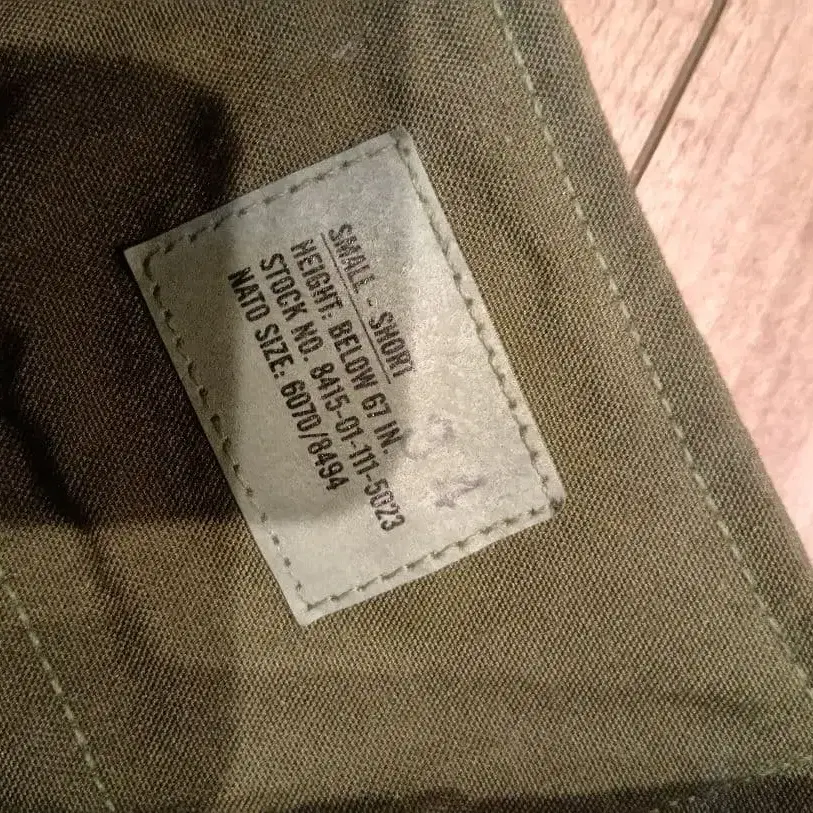 SMALL - SHORT
HEIGHT: BELOW 67 IN.
STOCK NO. 8415-01-111-5023
NATO SIZE: 6070/8494